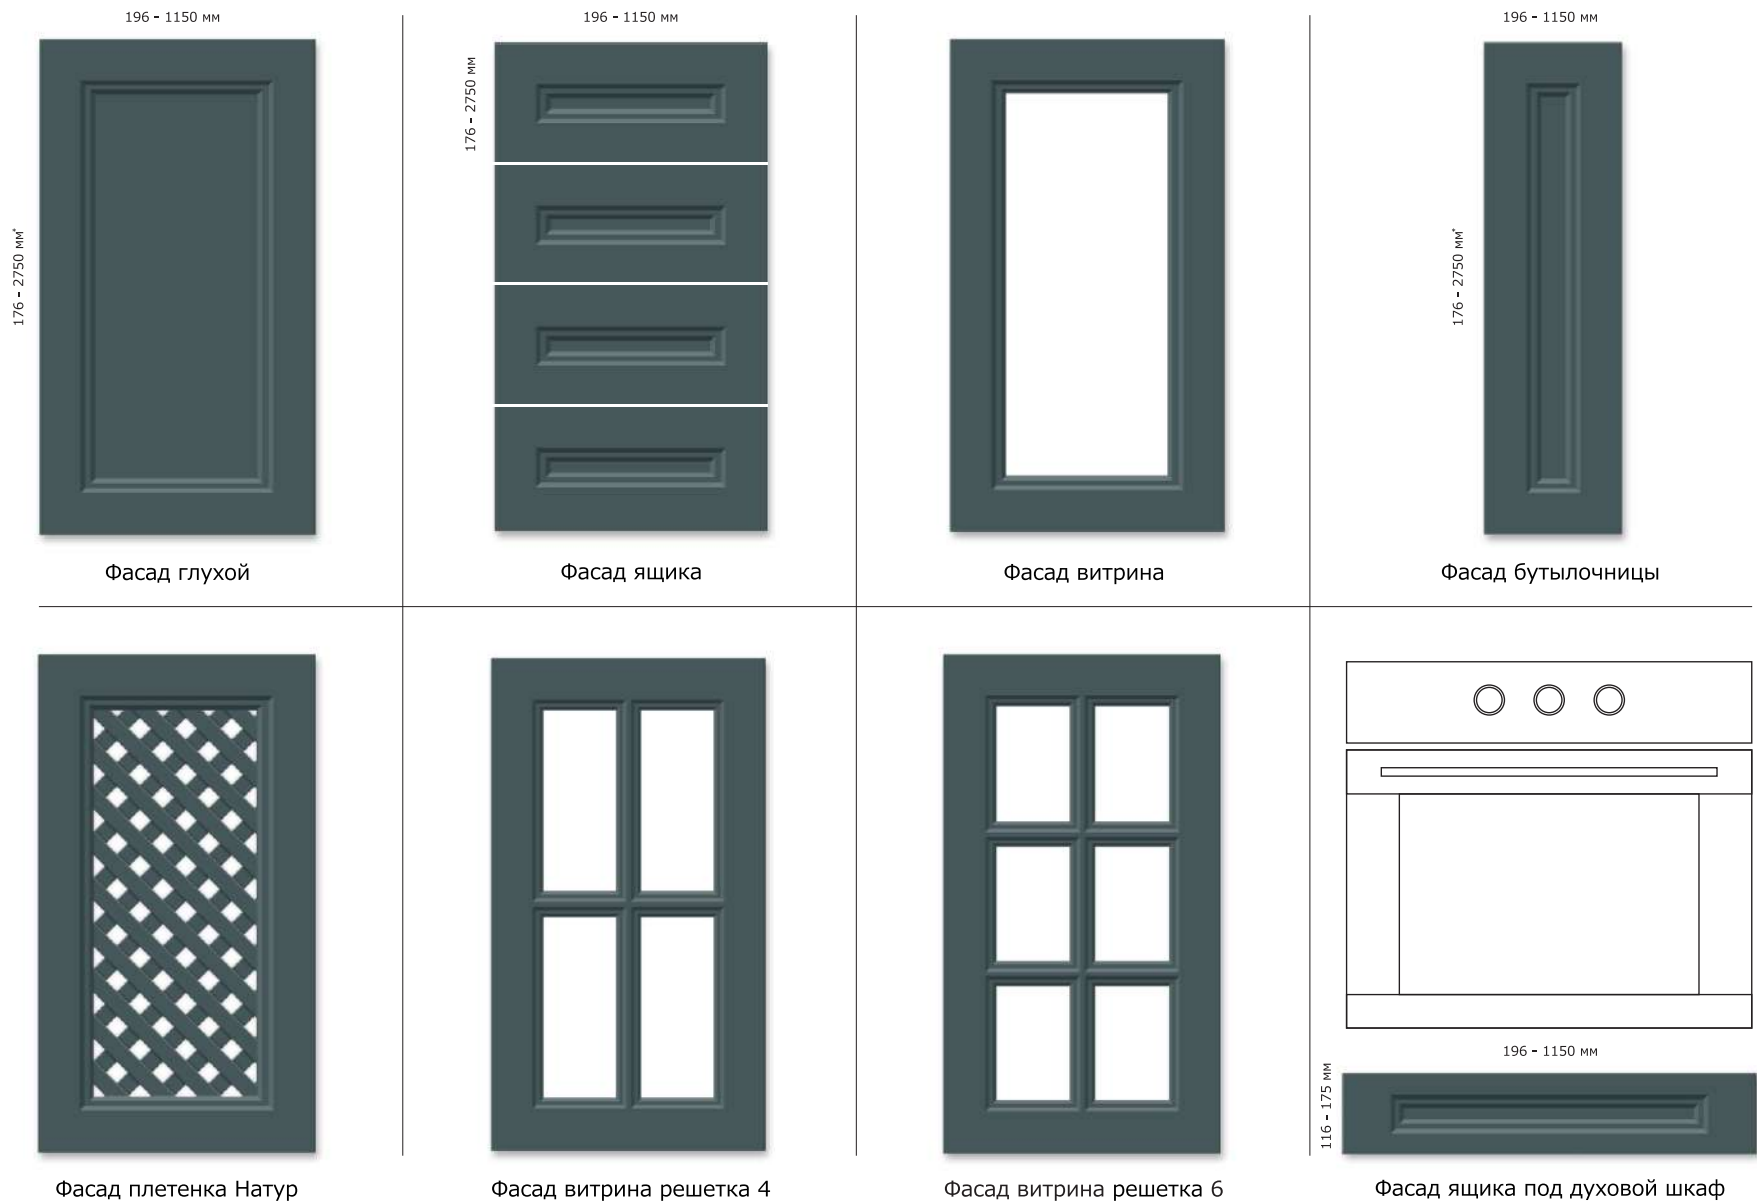 196 - 1150 мм
196 - 1150 мм
196 - 1150 мм
176 - 2750 мм*
176 - 2750 мм
176 - 2750 мм*
Фасад глухой
Фасад ящика
Фасад витрина
Фасад бутылочницы
196 - 1150 мм
116 - 175 мм
Фасад плетенка Натур
Фасад витрина решетка 4
Фасад витрина решетка 6
Фасад ящика под духовой шкаф